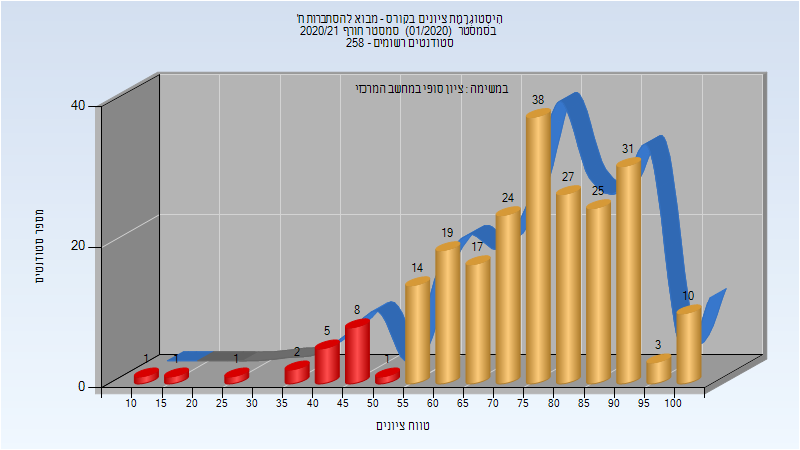 היסטוגרמת ציונים בקורס - מבוא להסתברות ח'
בסמסטר (01/2020) סמסטר חורף 2020/21
סטודנטים רשומים - 258
במשימה : ציון סופי במחשב המרכזי
40
20
0
מספר סטודנטים
1
1
1
2
5
8
1
14
19
17
24
38
27
25
31
3
10
10 15 20 25 30 35 40 45 50 55 60 65 70 75 80 85 90 95 100
טווח ציונים